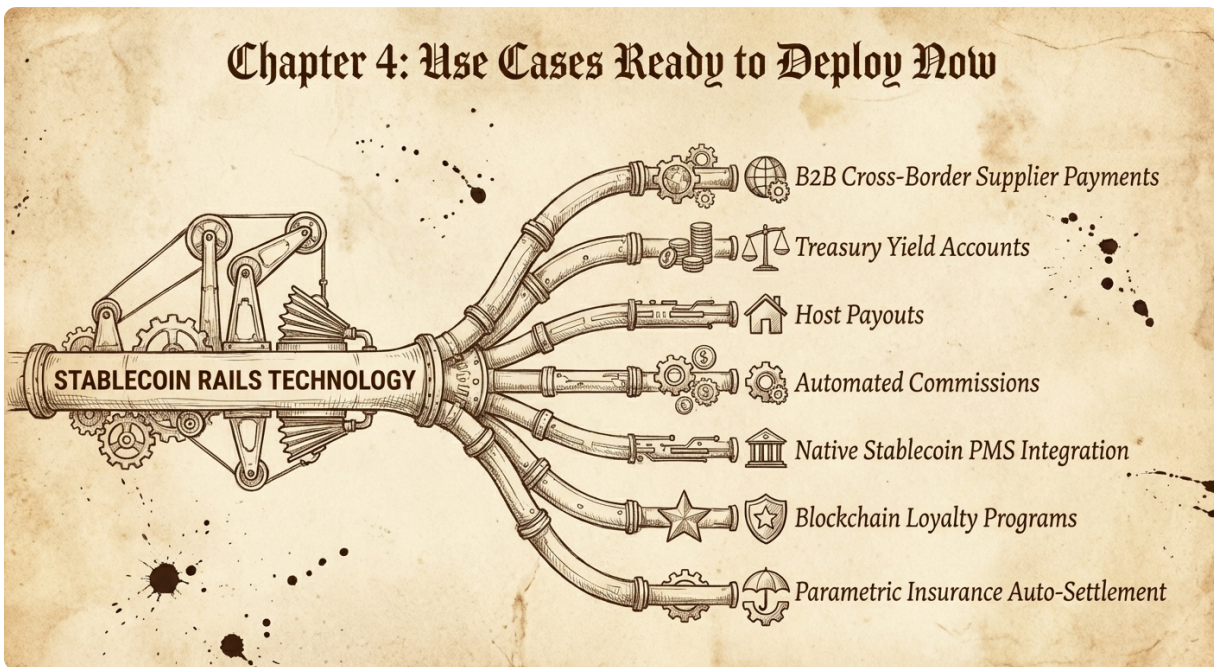 Chapter 4: Use Cases Ready to Deploy Now
STABLECOIN RAILS TECHNOLOGY
B2B Cross-Border Supplier Payments
Treasury Yield Accounts
Host Payouts
Automated Commissions
Native Stablecoin PMS Integration
Blockchain Loyalty Programs
Parametric Insurance Auto-Settlement